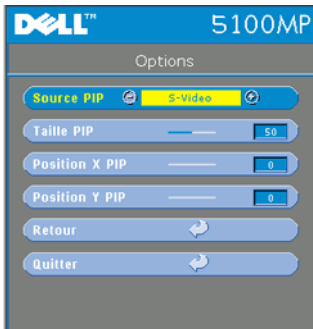 DELL™ 5100MP
Options
Source PIP S-Video
Taille PIP 50
Position X PIP 0
Position Y PIP 0
Retour
Quitter